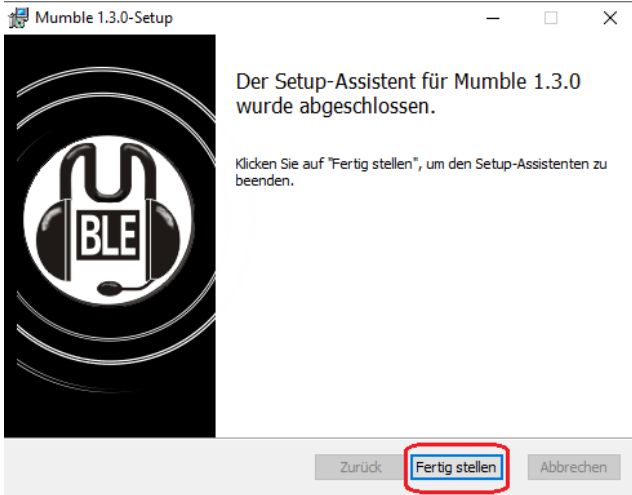 Mumble 1.3.0-Setup
Der Setup-Assistent für Mumble 1.3.0
wurde abgeschlossen.
Klicken Sie auf "Fertig stellen", um den Setup-Assistenten zu
beenden.
BLE
Zurück Fertig stellen Abbrechen